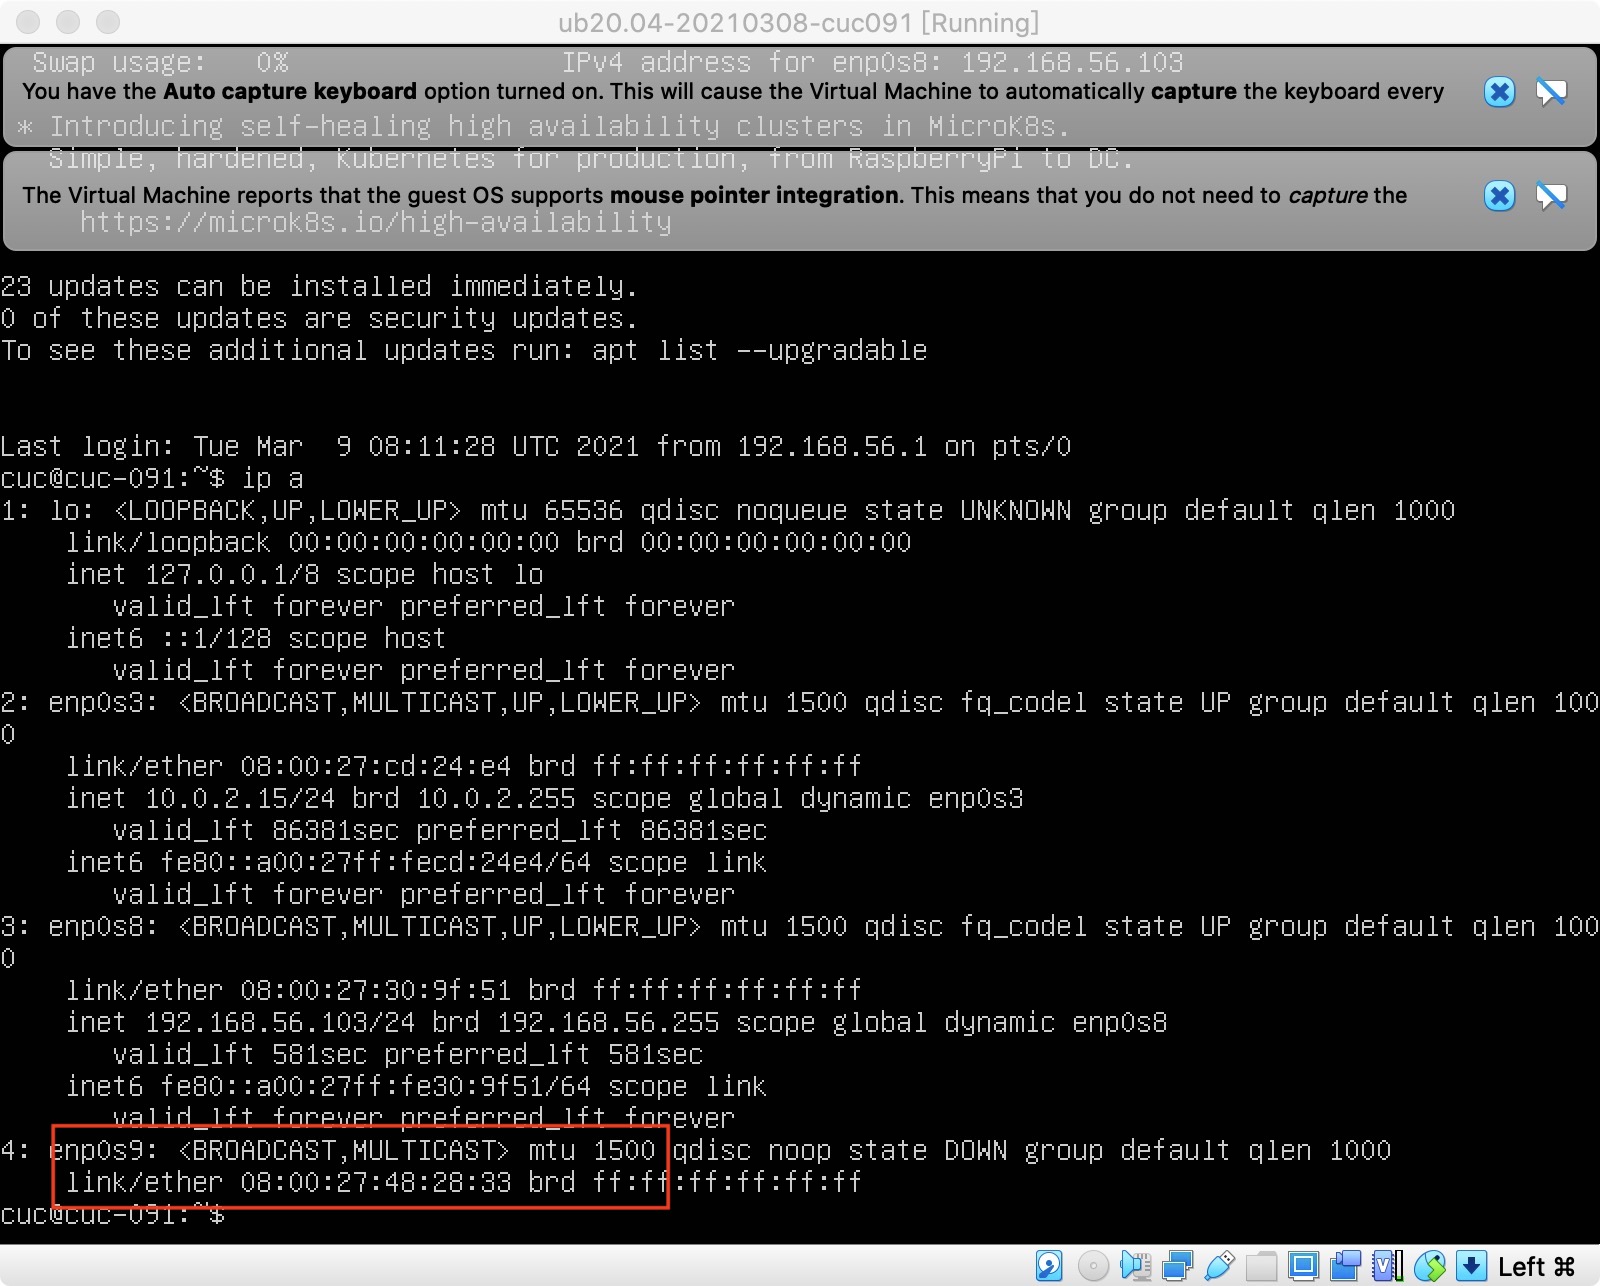 ub20.04-20210308-cuc091 [Running]
Swap usage:   0%                 IPv4 address for enp0s8: 192.168.56.103
You have the Auto capture keyboard option turned on. This will cause the Virtual Machine to automatically capture the keyboard every
* Introducing self-healing high availability clusters in MicroK8s.
Simple, hardened, Kubernetes for production, from RaspberryPi to DC.
The Virtual Machine reports that the guest OS supports mouse pointer integration. This means that you do not need to capture the
https://microk8s.io/high-availability
23 updates can be installed immediately.
0 of these updates are security updates.
To see these additional updates run: apt list --upgradable
Last login: Tue Mar  9 08:11:28 UTC 2021 from 192.168.56.1 on pts/0
cuc@cuc-091:~$ ip a
1: lo: <LOOPBACK,UP,LOWER_UP> mtu 65536 qdisc noqueue state UNKNOWN group default qlen 1000
    link/loopback 00:00:00:00:00:00 brd 00:00:00:00:00:00
    inet 127.0.0.1/8 scope host lo
       valid_lft forever preferred_lft forever
    inet6 ::1/128 scope host
       valid_lft forever preferred_lft forever
2: enp0s3: <BROADCAST,MULTICAST,UP,LOWER_UP> mtu 1500 qdisc fq_codel state UP group default qlen 100
0
    link/ether 08:00:27:cd:24:e4 brd ff:ff:ff:ff:ff:ff
    inet 10.0.2.15/24 brd 10.0.2.255 scope global dynamic enp0s3
       valid_lft 86381sec preferred_lft 86381sec
    inet6 fe80::a00:27ff:fecd:24e4/64 scope link
       valid_lft forever preferred_lft forever
3: enp0s8: <BROADCAST,MULTICAST,UP,LOWER_UP> mtu 1500 qdisc fq_codel state UP group default qlen 100
0
    link/ether 08:00:27:30:9f:51 brd ff:ff:ff:ff:ff:ff
    inet 192.168.56.103/24 brd 192.168.56.255 scope global dynamic enp0s8
       valid_lft 581sec preferred_lft 581sec
    inet6 fe80::a00:27ff:fe30:9f51/64 scope link
       valid_lft forever preferred_lft forever
4: enp0s9: <BROADCAST,MULTICAST> mtu 1500 qdisc noop state DOWN group default qlen 1000
    link/ether 08:00:27:48:28:33 brd ff:ff:ff:ff:ff:ff
cuc@cuc-091:~$
Left ⌘